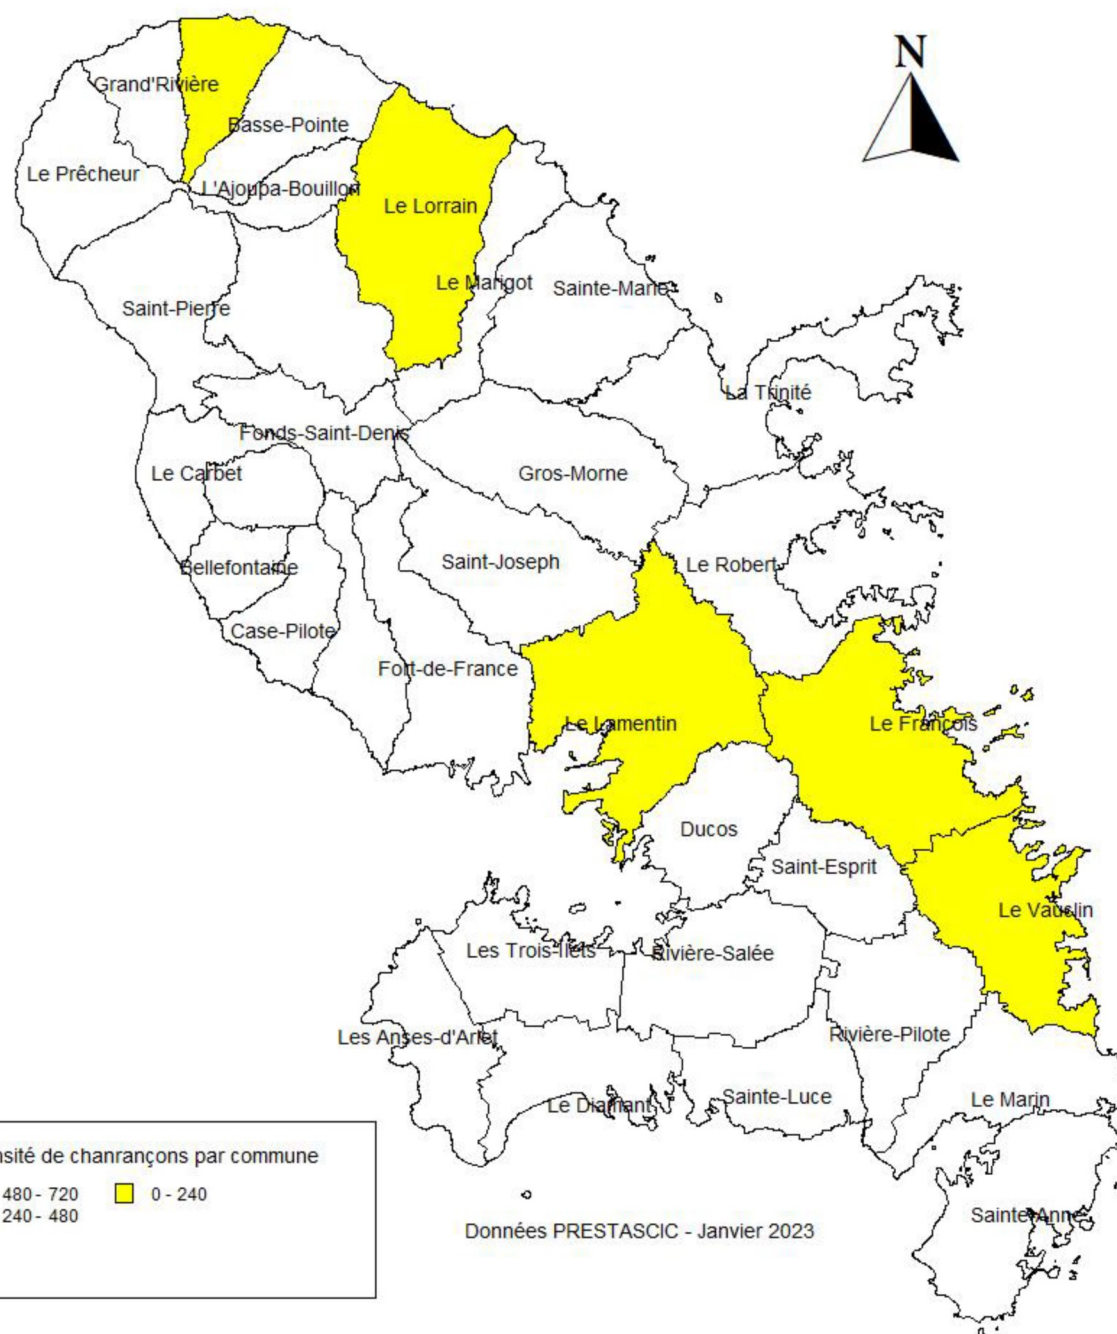 N
Grand'Rivière
Basse-Pointe
Le Prêcheur
L'Ajoupa-Bouillon
Le Lorrain
Le Marigot
Sainte-Marie
Saint-Pierre
La Trinité
Fonds-Saint-Denis
Le Carbet
Gros-Morne
Saint-Joseph
Le Robert
Bellefontaine
Case-Pilote
Fort-de-France
Le Lamentin
Le François
Ducos
Saint-Esprit
Le Vauclin
Les Trois-Ilets
Rivière-Salée
Les Anses-d'Arlet
Rivière-Pilote
Le Diamant
Sainte-Luce
Le Marin
Sainte-Anne
nsité de chanrançons par commune
480 - 720 0 - 240
240 - 480
Données PRESTASCIC - Janvier 2023